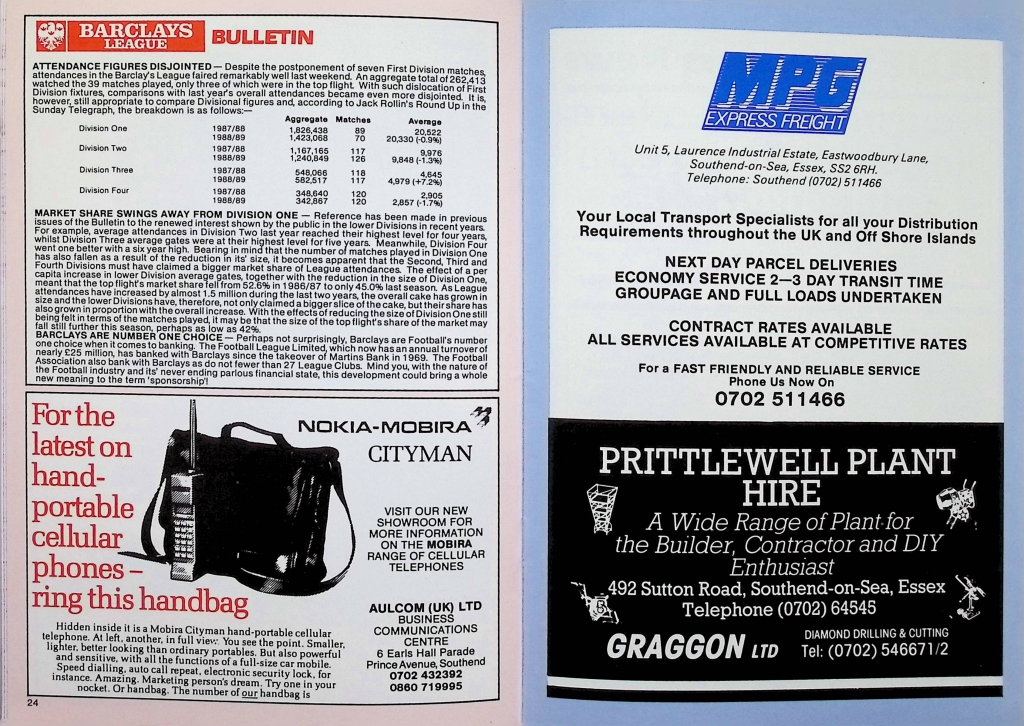 BARCLAYS
LEAGUE
BULLETIN
ATTENDANCE FIGURES DISJOINTED — Despite the postponement of seven First Division matches,
attendances in the Barclay's League faired remarkably well last weekend. An aggregate total of 262,413
watched the 39 matches played, only three of which were in the top flight. With such dislocation of First
Division fixtures, comparisons with last year's overall attendances became even more disjointed. It is,
however, still appropriate to compare Divisional figures and, according to Jack Rollin's Round Up in the
Sunday Telegraph, the breakdown is as follows:—
Aggregate Matches Average
Division One 1987/88 1,826,438 89 20,522
1988/89 1,423,068 70 20,330 (-0.9%)
Division Two 1987/88 1,167,165 117 9,976
1988/89 1,240,849 126 9,848 (-1.3%)
Division Three 1987/88 548,066 118 4,645
1988/89 582,517 117 4,979 (+7.2%)
Division Four 1987/88 348,640 120 2,905
1988/89 342,867 120 2,857 (-1.7%)
MARKET SHARE SWINGS AWAY FROM DIVISION ONE — Reference has been made in previous
issues of the Bulletin to the renewed interest shown by the public in the lower Divisions in recent years.
For example, average attendances in Division Two last year reached their highest level for four years,
whilst Division Three average gates were at their highest level for five years. Meanwhile, Division Four
went one better with a six year high. Bearing in mind that the number of matches played in Division One
has also fallen as a result of the reduction in its' size, it becomes apparent that the Second, Third and
Fourth Divisions must have claimed a bigger market share of League attendances. The effect of a per
capita increase in lower Division average gates, together with the reduction in the size of Division One,
meant that the top flight's market share fell from 52.6% in 1986/87 to only 45.0% last season. As League
attendances have increased by almost 1.5 million during the last two years, the overall cake has grown in
size and the lower Divisions have, therefore, not only claimed a bigger slice of the cake, but their share has
also grown in proportion with the overall increase. With the effects of reducing the size of Division One still
being felt in terms of the matches played, it may be that the size of the top flight's share of the market may
fall still further this season, perhaps as low as 42%.
BARCLAYS ARE NUMBER ONE CHOICE — Perhaps not surprisingly, Barclays are Football's number
one choice when it comes to banking. The Football League Limited, which now has an annual turnover of
nearly £25 million, has banked with Barclays since the takeover of Martins Bank in 1969. The Football
Association also bank with Barclays as do not fewer than 27 League Clubs. Mind you, with the nature of
the Football industry and its' never ending parlous financial state, this development could bring a whole
new meaning to the term 'sponsorship'!
For the
latest on
hand-
portable
cellular
phones –
ring this handbag
NOKIA-MOBIRA
CITYMAN
VISIT OUR NEW
SHOWROOM FOR
MORE INFORMATION
ON THE MOBIRA
RANGE OF CELLULAR
TELEPHONES
Hidden inside it is a Mobira Cityman hand-portable cellular
telephone. At left, another, in full view. You see the point. Smaller,
lighter, better looking than ordinary portables. But also powerful
and sensitive, with all the functions of a full-size car mobile.
Speed dialling, auto call repeat, electronic security lock, for
instance. Amazing. Marketing person's dream. Try one in your
pocket. Or handbag. The number of our handbag is
AULCOM (UK) LTD
BUSINESS
COMMUNICATIONS
CENTRE
6 Earls Hall Parade
Prince Avenue, Southend
0702 432392
0860 719995
24
MPG
EXPRESS FREIGHT
Unit 5, Laurence Industrial Estate, Eastwoodbury Lane,
Southend-on-Sea, Essex, SS2 6RH.
Telephone: Southend (0702) 511466
Your Local Transport Specialists for all your Distribution
Requirements throughout the UK and Off Shore Islands
NEXT DAY PARCEL DELIVERIES
ECONOMY SERVICE 2—3 DAY TRANSIT TIME
GROUPAGE AND FULL LOADS UNDERTAKEN
CONTRACT RATES AVAILABLE
ALL SERVICES AVAILABLE AT COMPETITIVE RATES
For a FAST FRIENDLY AND RELIABLE SERVICE
Phone Us Now On
0702 511466
PRITTLEWELL PLANT
HIRE
A Wide Range of Plant for
the Builder, Contractor and DIY
Enthusiast
492 Sutton Road, Southend-on-Sea, Essex
Telephone (0702) 64545
GRAGGON LTD
DIAMOND DRILLING & CUTTING
Tel: (0702) 546671/2